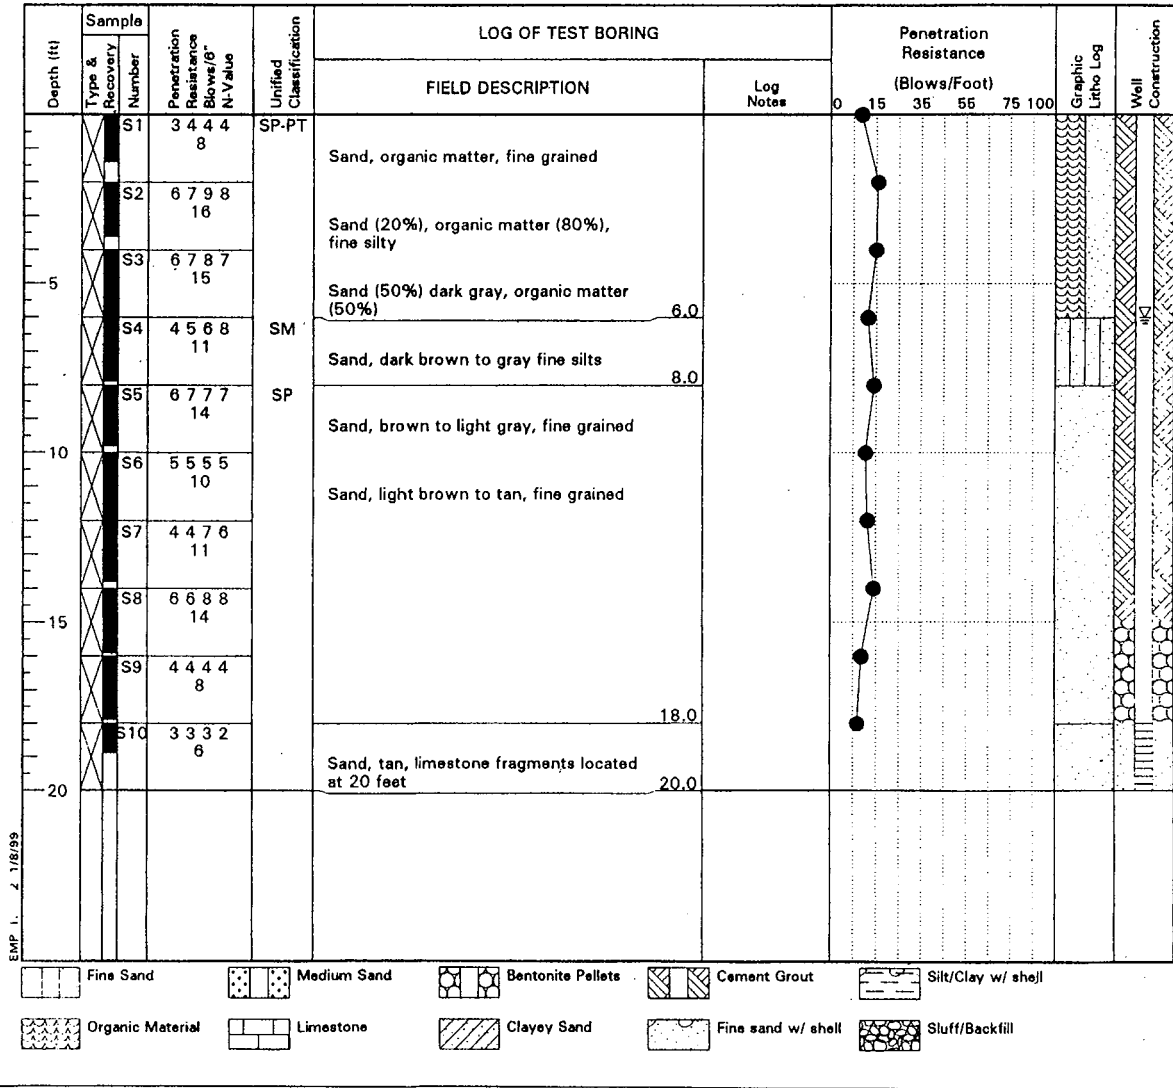 Depth (ft)
Sample
Type & Recovery
Number
Penetration Resistance Blows/6" N-Value
Unified Classification
LOG OF TEST BORING
FIELD DESCRIPTION
Log
Notes
Penetration
Resistance
(Blows/Foot)
0 15 35 55 75 100
Graphic Litho Log
Well Construction
S1 3 4 4 4 SP-PT
8
Sand, organic matter, fine grained
S2 6 7 9 8
16
Sand (20%), organic matter (80%),
fine silty
S3 6 7 8 7
15
5
Sand (50%) dark gray, organic matter
(50%) 6.0
S4 4 5 6 8 SM
11
Sand, dark brown to gray fine silts
8.0
S5 6 7 7 7 SP
14
Sand, brown to light gray, fine grained
10
S6 5 5 5 5
10
Sand, light brown to tan, fine grained
S7 4 4 7 6
11
S8 6 6 8 8
14
15
S9 4 4 4 4
8
18.0
S10 3 3 3 2
6
Sand, tan, limestone fragments located
at 20 feet 20.0
20
1/8/99
Fine Sand
Medium Sand
Bentonite Pellets
Cement Grout
Silt/Clay w/ shell
Organic Material
Limestone
Clayey Sand
Fine sand w/ shell
Sluff/Backfill